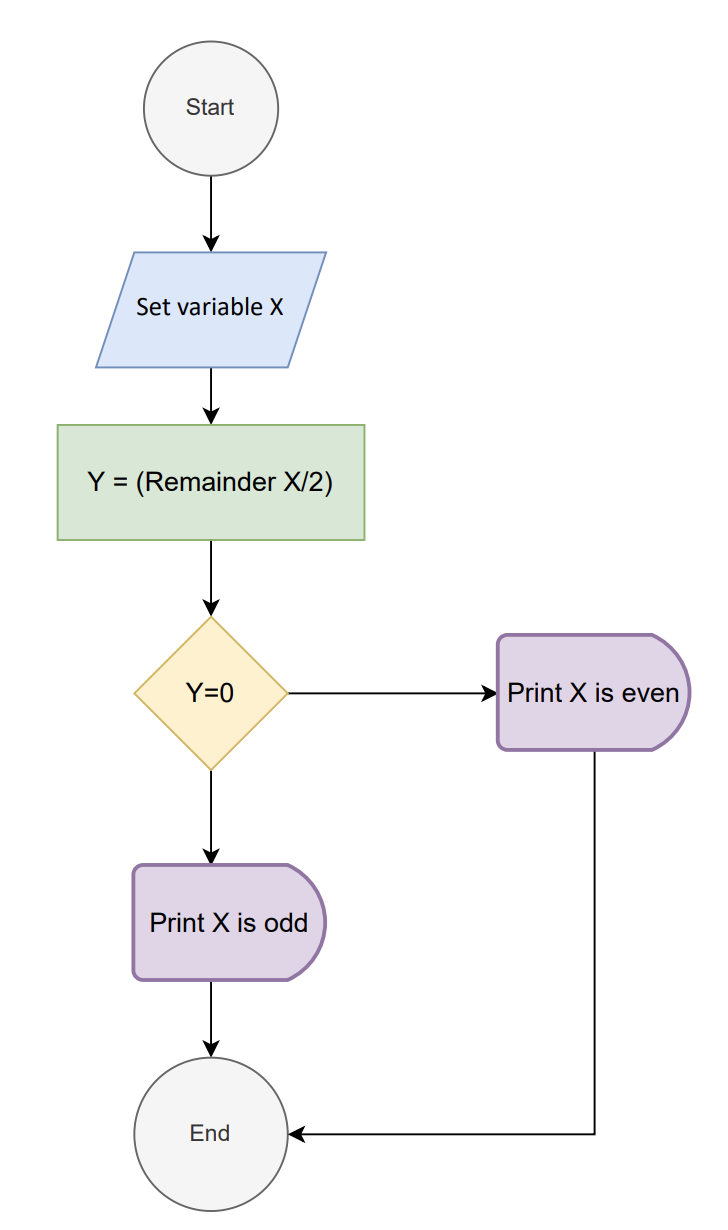 Start
Set variable X
Y = (Remainder X/2)
Y=0
Print X is even
Print X is odd
End